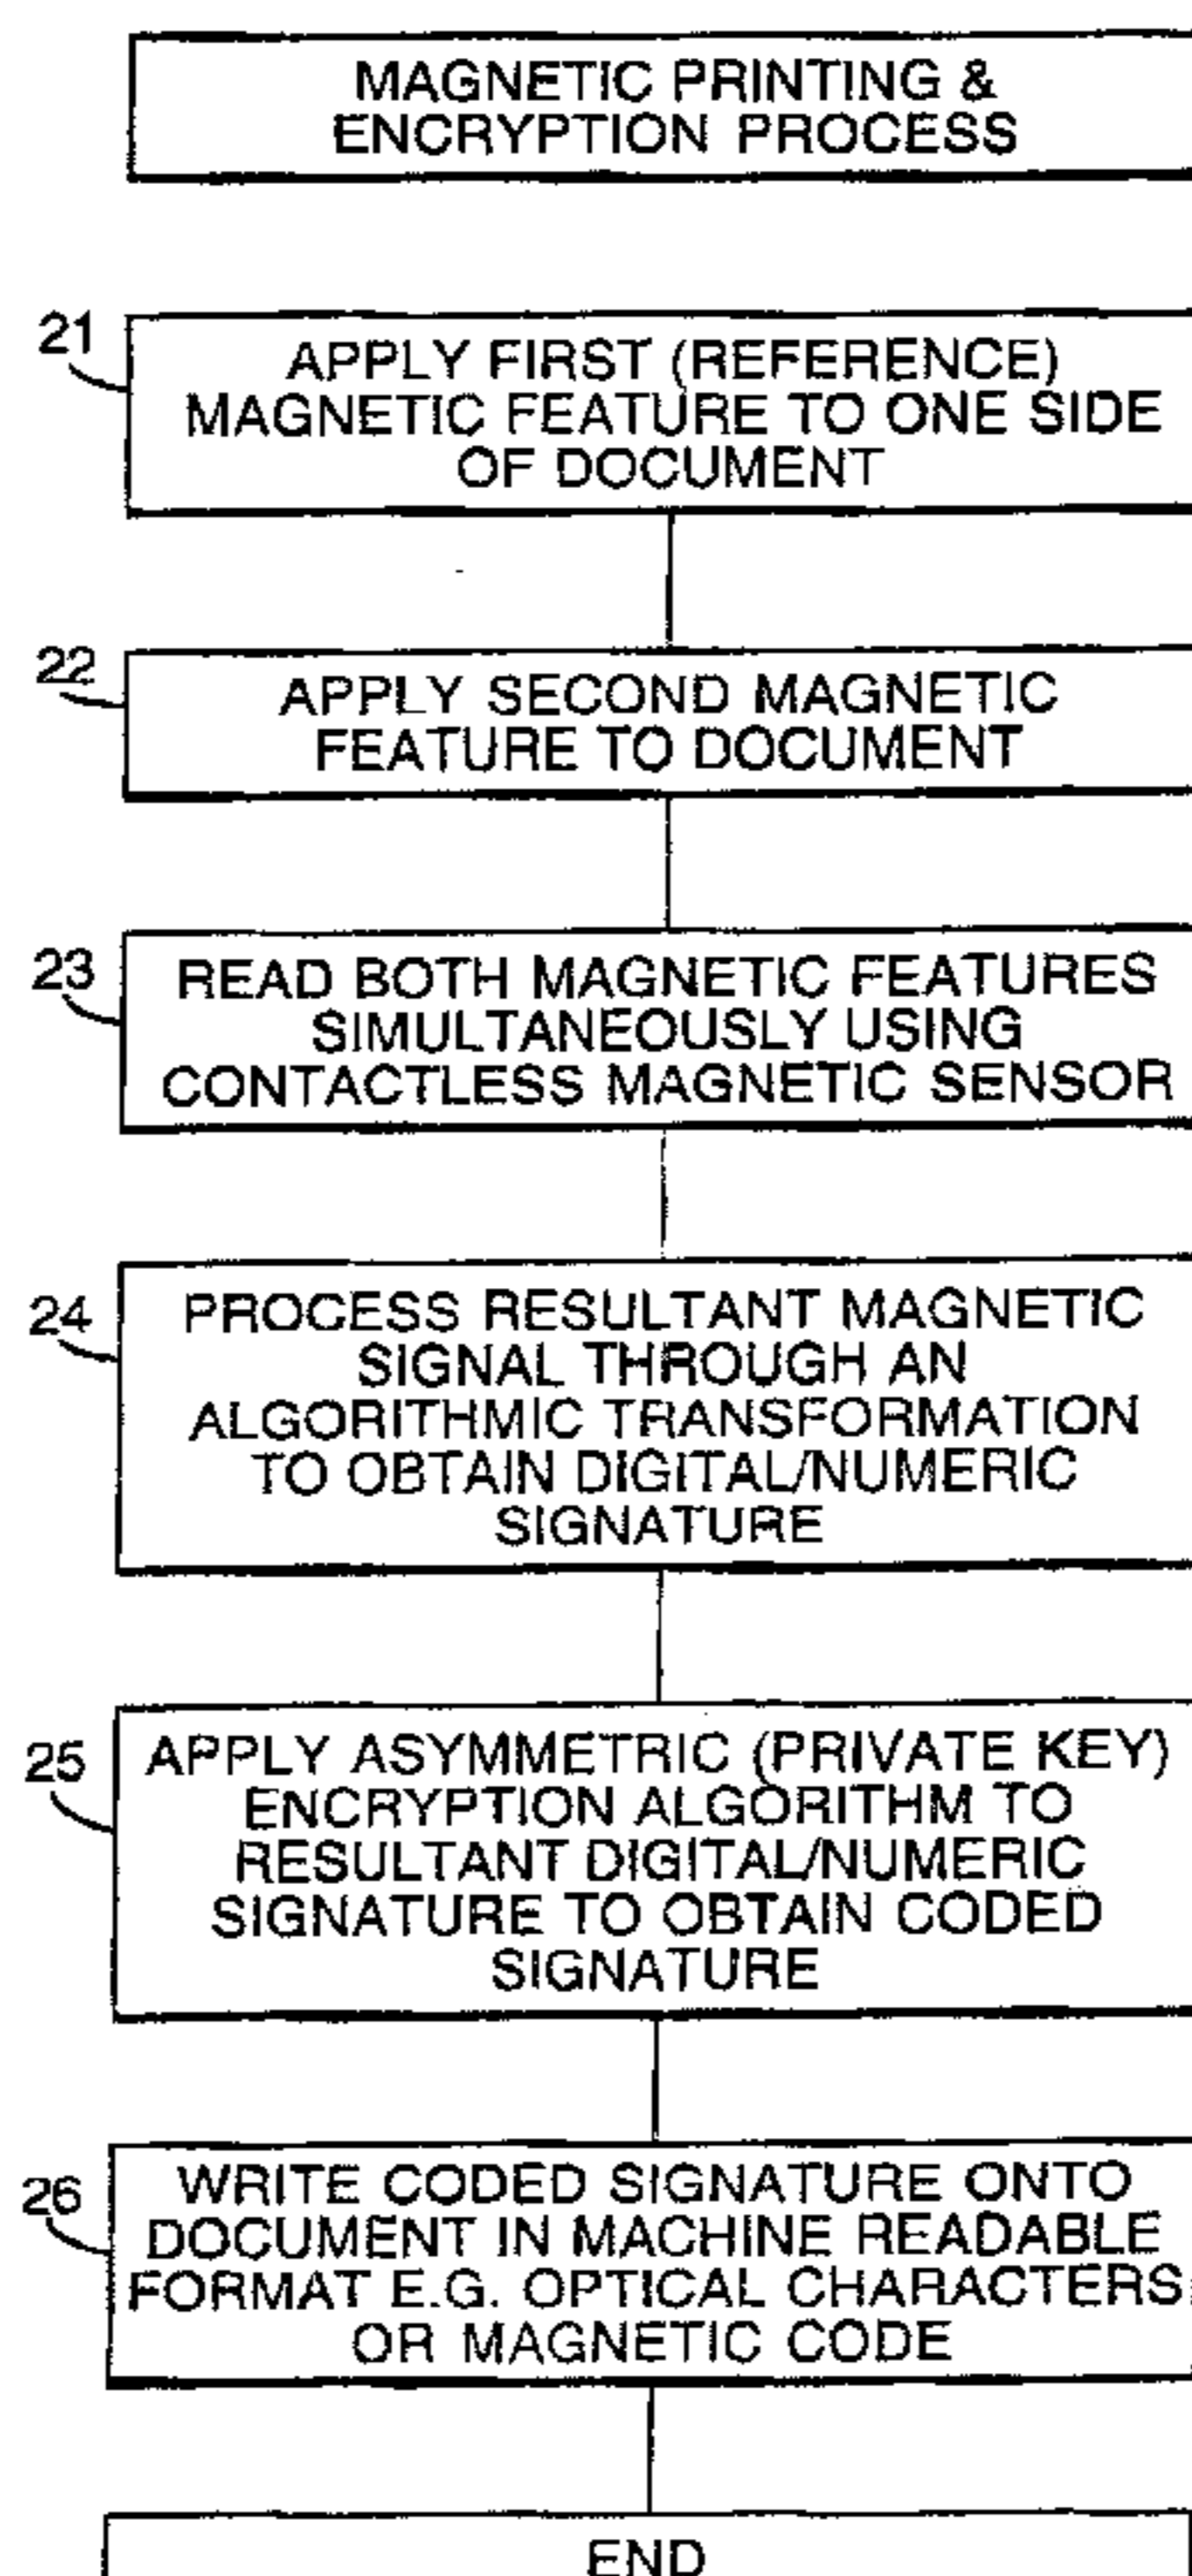 MAGNETIC PRINTING &
ENCRYPTION PROCESS
21
APPLY FIRST (REFERENCE)
MAGNETIC FEATURE TO ONE SIDE
OF DOCUMENT
22
APPLY SECOND MAGNETIC
FEATURE TO DOCUMENT
23
READ BOTH MAGNETIC FEATURES
SIMULTANEOUSLY USING
CONTACTLESS MAGNETIC SENSOR
24
PROCESS RESULTANT MAGNETIC
SIGNAL THROUGH AN
ALGORITHMIC TRANSFORMATION
TO OBTAIN DIGITAL/NUMERIC
SIGNATURE
25
APPLY ASYMMETRIC (PRIVATE KEY)
ENCRYPTION ALGORITHM TO
RESULTANT DIGITAL/NUMERIC
SIGNATURE TO OBTAIN CODED
SIGNATURE
26
WRITE CODED SIGNATURE ONTO
DOCUMENT IN MACHINE READABLE
FORMAT E.G. OPTICAL CHARACTERS
OR MAGNETIC CODE
END